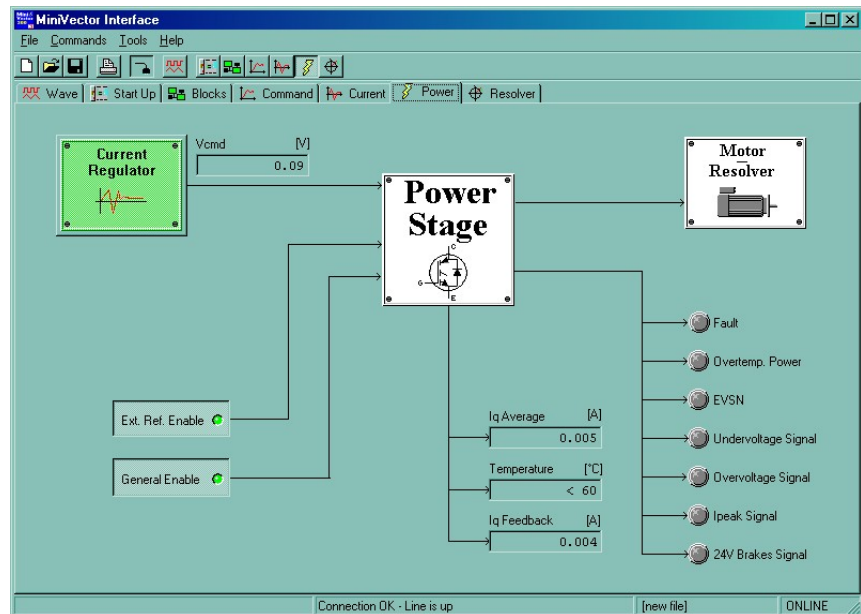 MiniVector Interface
File Commands Tools Help
Wave Start Up Blocks Command Current Power Resolver
Current
Regulator
Vcmd [V]
0.09
Power
Stage
C
G
E
Motor
Resolver
Ext. Ref. Enable
General Enable
Iq Average [A]
0.005
Temperature [°C]
< 60
Iq Feedback [A]
0.004
Fault
Overtemp. Power
EVSN
Undervoltage Signal
Overvoltage Signal
Ipeak Signal
24V Brakes Signal
Connection OK - Line is up [new file] ONLINE